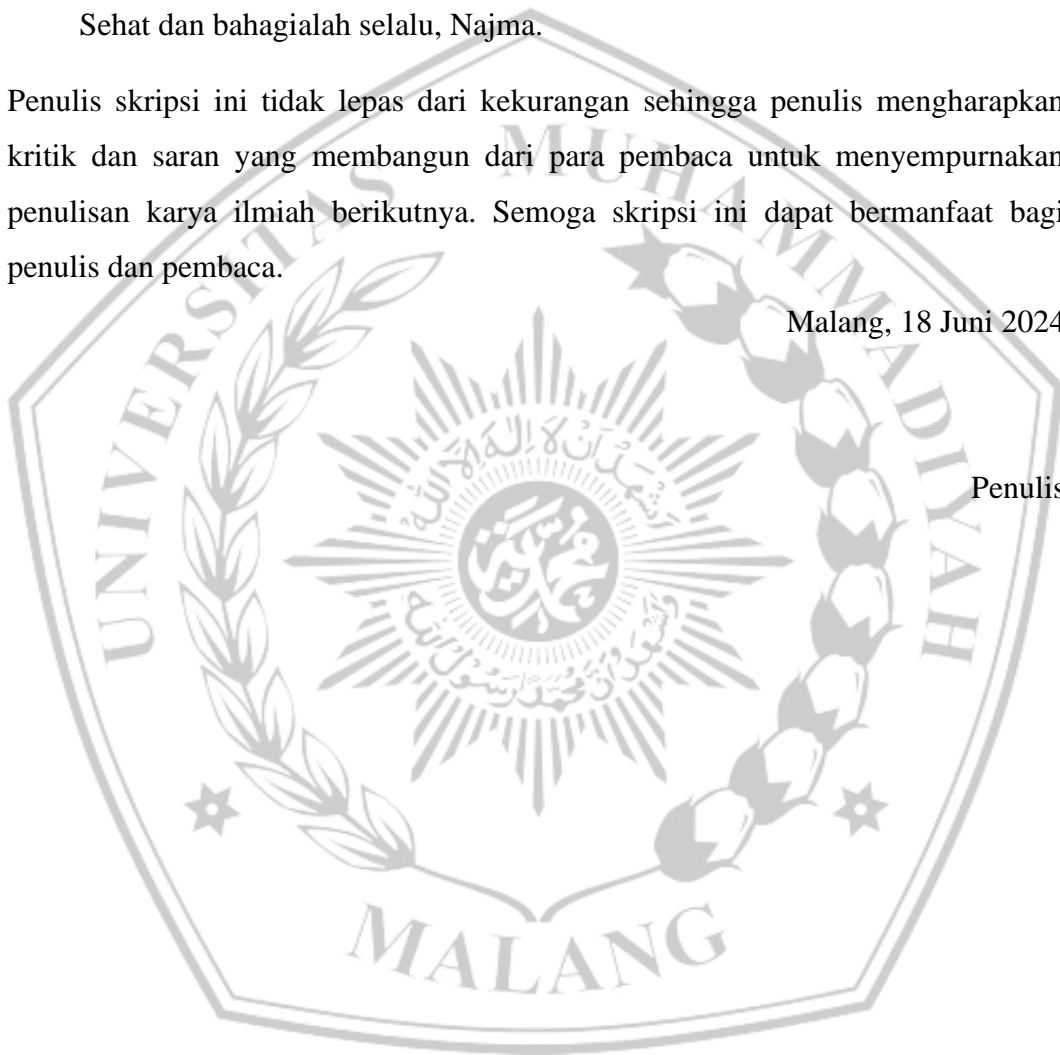 Sehat dan bahagialah selalu, Najma.
Penulis skripsi ini tidak lepas dari kekurangan sehingga penulis mengharapkan
kritik dan saran yang membangun dari para pembaca untuk menyempurnakan
penulisan karya ilmiah berikutnya. Semoga skripsi ini dapat bermanfaat bagi
penulis dan pembaca.
Malang, 18 Juni 2024
Penulis
UNIVERSITAS MUHAMMADIYAH
MALANG